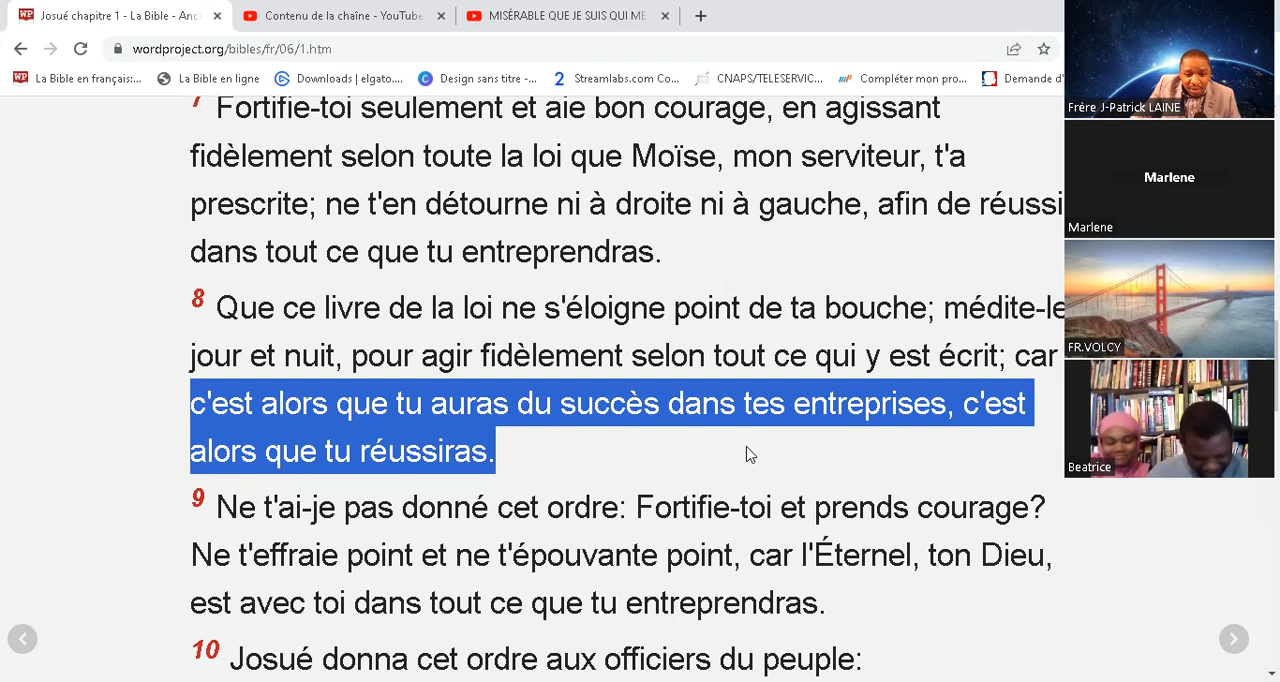 Josué chapitre 1 - La Bible - Anci
Contenu de la chaîne - YouTube
MISÉRABLE QUE JE SUIS QUI ME
wordproject.org/bibles/fr/06/1.htm
La Bible en français:...
La Bible en ligne
Downloads | elgato....
Design sans titre -...
Streamlabs.com Co...
CNAPS/TELESERVIC...
Compléter mon pro...
Demande d'
7 Fortifie-toi seulement et aie bon courage, en agissant
fidèlement selon toute la loi que Moïse, mon serviteur, t'a
prescrite; ne t'en détourne ni à droite ni à gauche, afin de réussi
dans tout ce que tu entreprendras.
8 Que ce livre de la loi ne s'éloigne point de ta bouche; médite-le
jour et nuit, pour agir fidèlement selon tout ce qui y est écrit; car
c'est alors que tu auras du succès dans tes entreprises, c'est
alors que tu réussiras.
9 Ne t'ai-je pas donné cet ordre: Fortifie-toi et prends courage?
Ne t'effraie point et ne t'épouvante point, car l'Éternel, ton Dieu,
est avec toi dans tout ce que tu entreprendras.
10 Josué donna cet ordre aux officiers du peuple:
Frère J-Patrick LAINE
Marlene
Marlene
FR.VOLCY
Beatrice